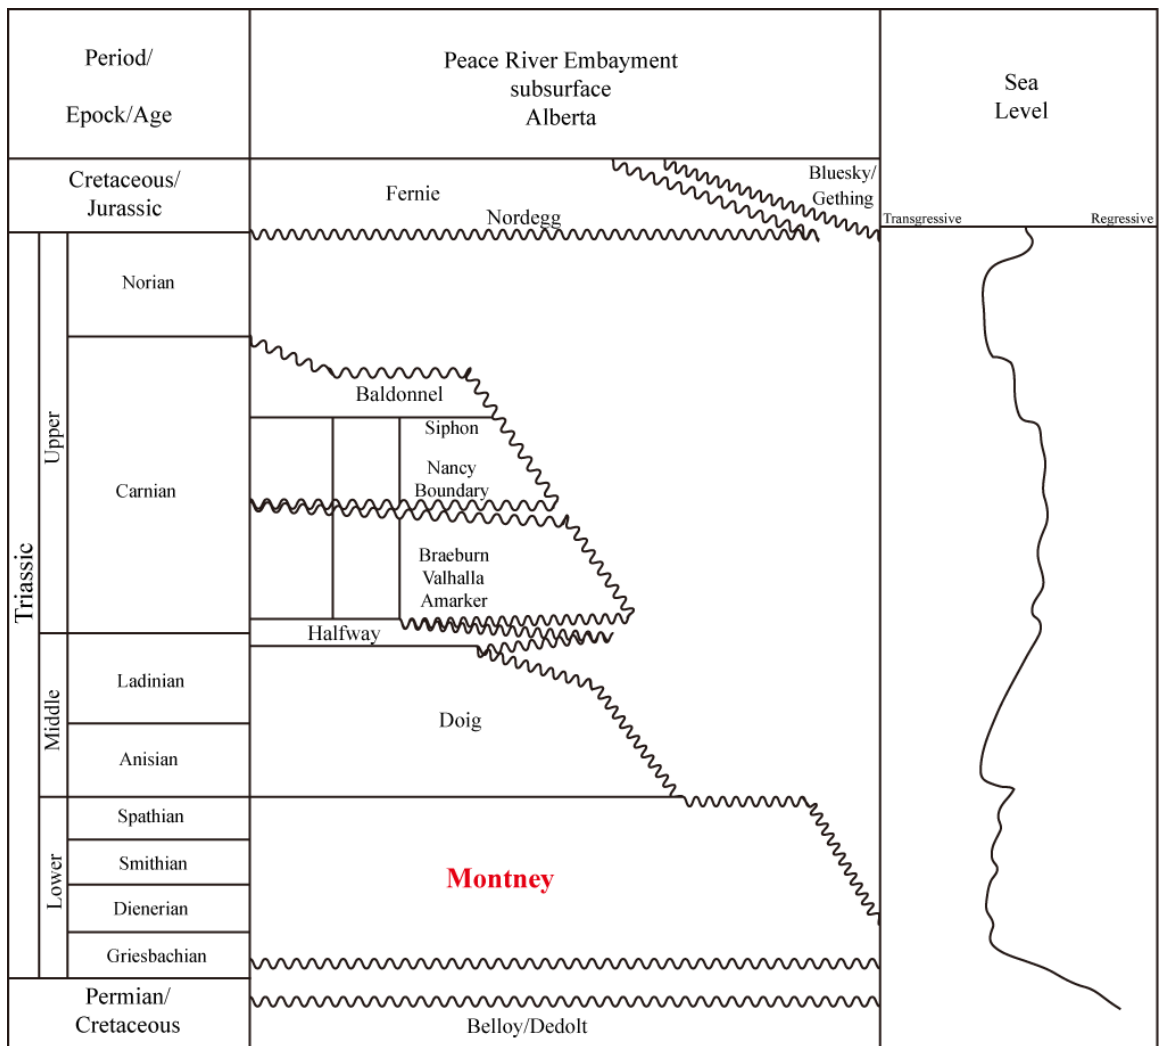 Period/
Epock/Age
Peace River Embayment
subsurface
Alberta
Sea
Level
Cretaceous/
Jurassic
Fernie
Nordegg
Bluesky/
Gething
Transgressive
Regressive
Triassic
Upper
Norian
Carnian
Baldonnel
Siphon
Nancy
Boundary
Braeburn
Valhalla
Amarker
Halfway
Middle
Ladinian
Anisian
Doig
Lower
Spathian
Smithian
Dienerian
Griesbachian
Montney
Permian/
Cretaceous
Belloy/Dedolt